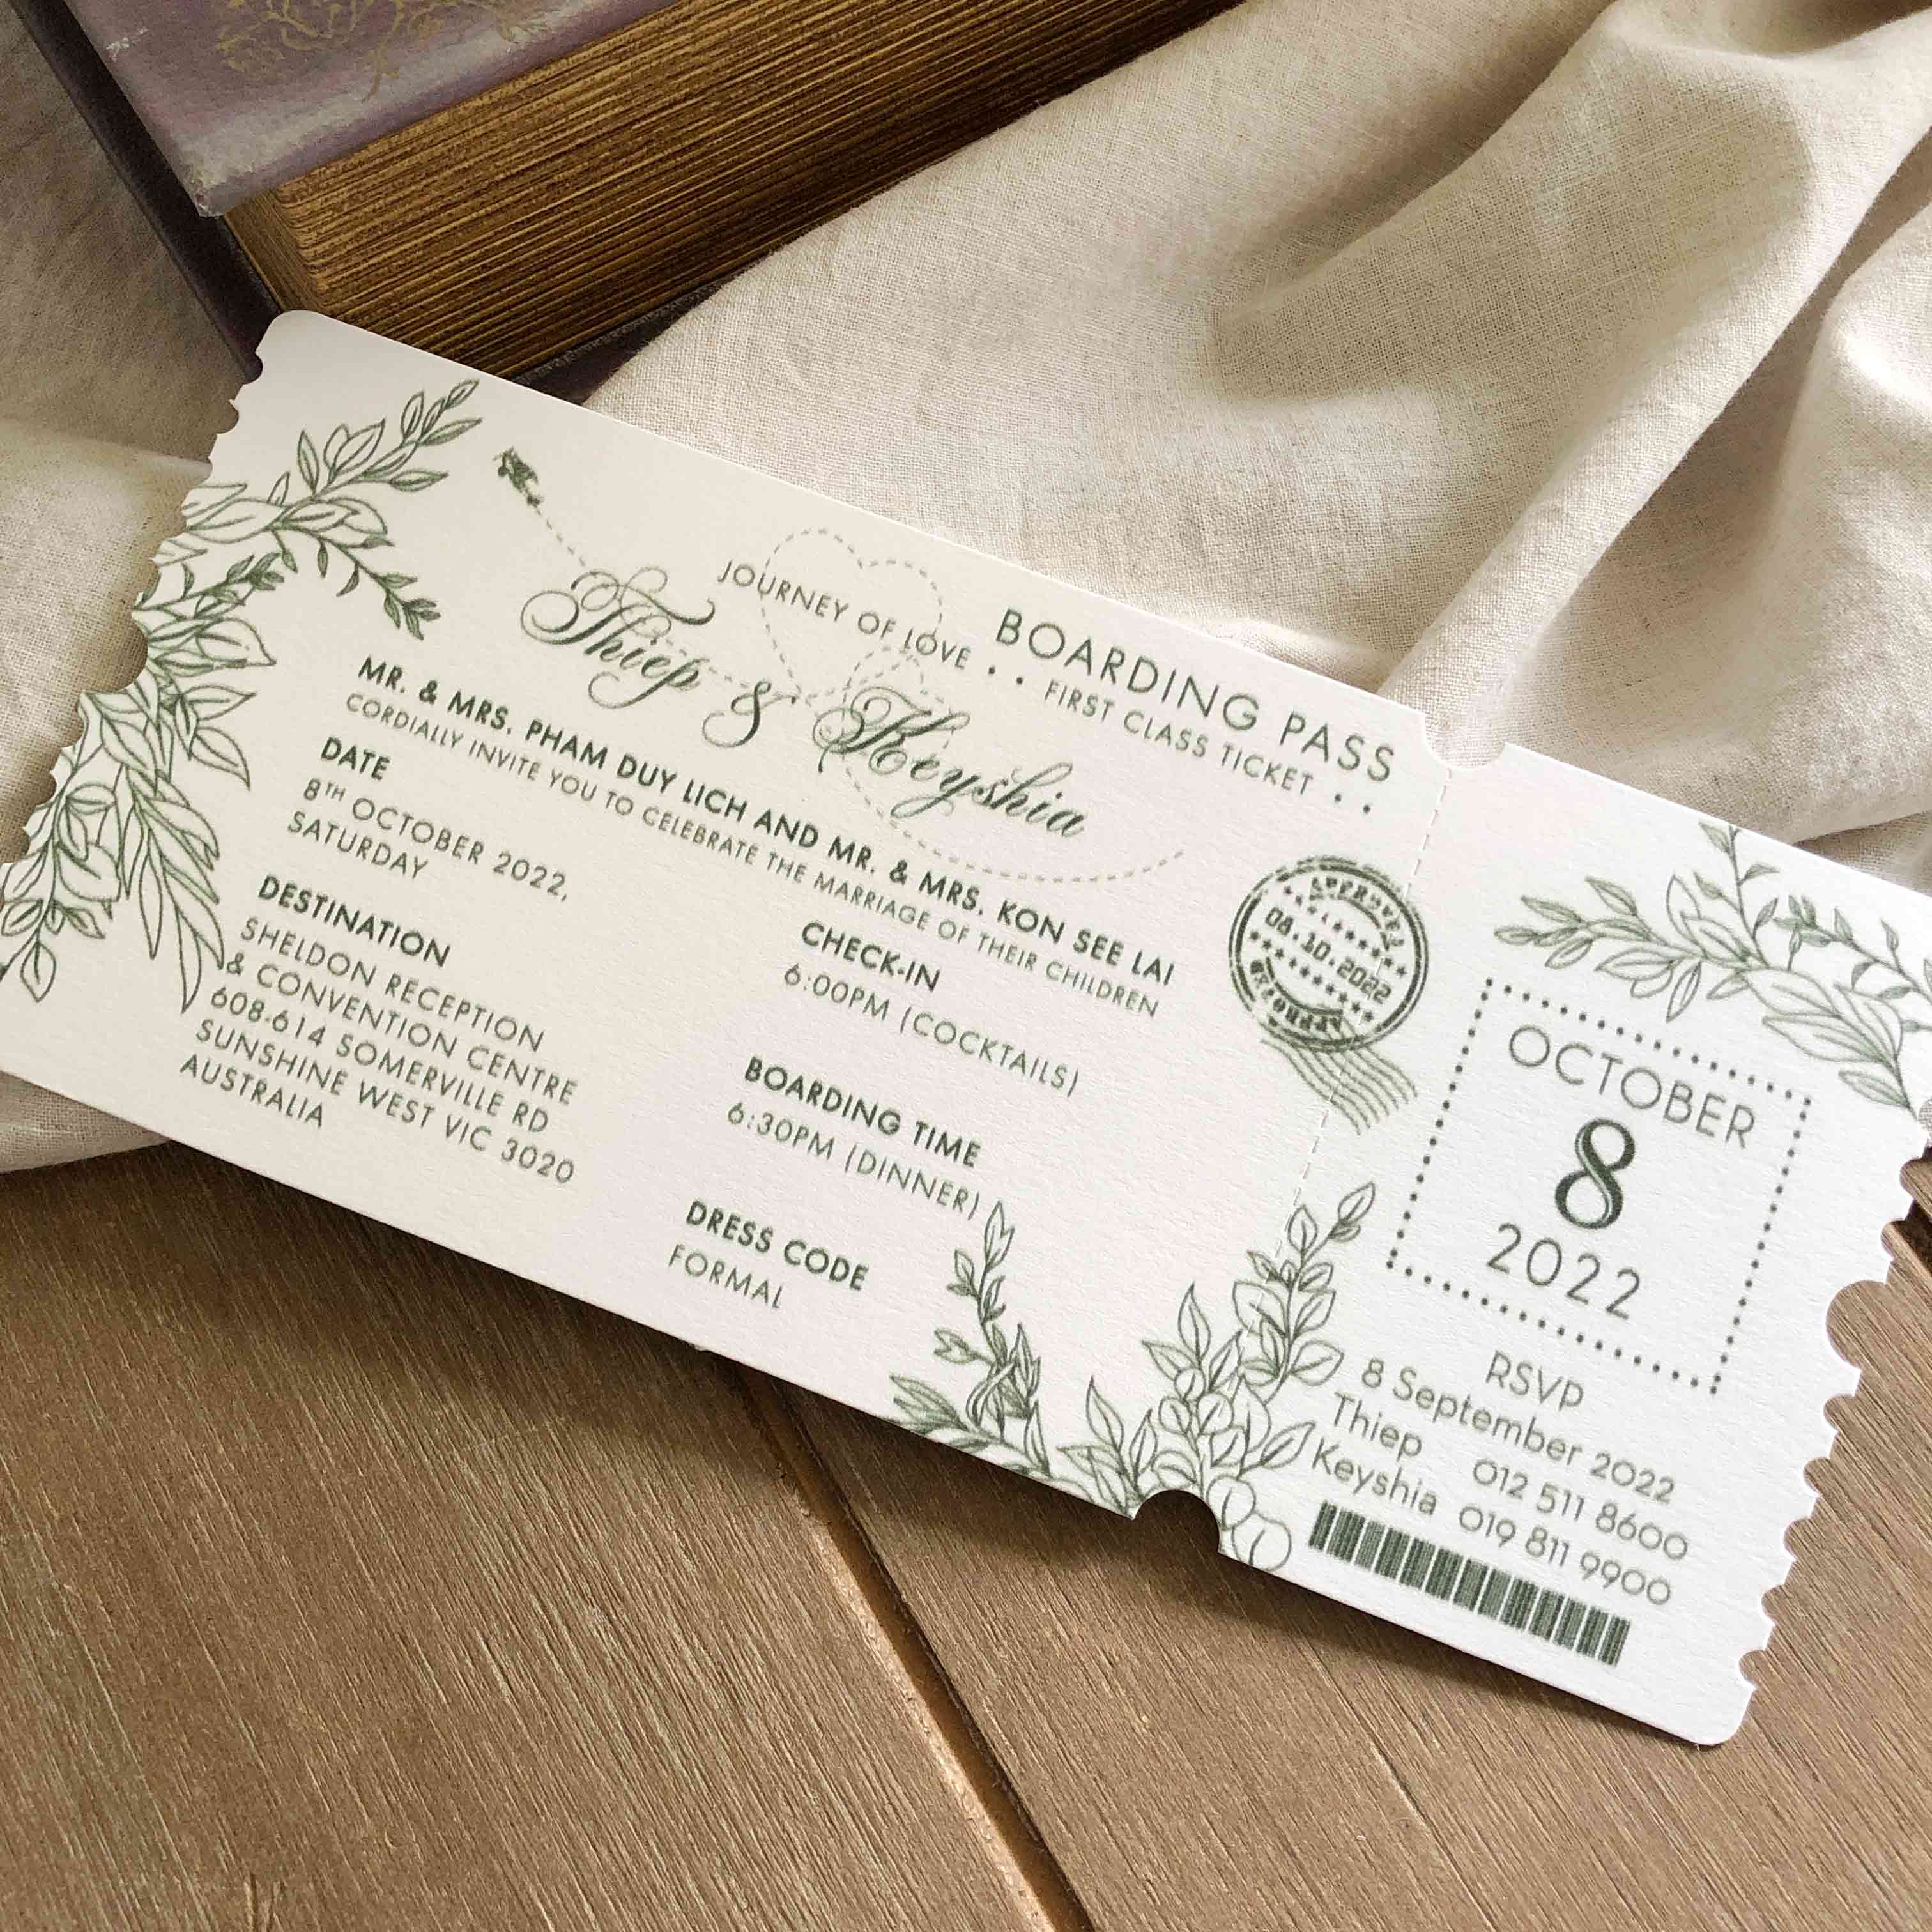 JOURNEY OF LOVE
BOARDING PASS
• • FIRST CLASS TICKET • •
Thiep & Keyshia
MR. & MRS. PHAM DUY LICH AND MR. & MRS. KON SEE LAI
CORDIALLY INVITE YOU TO CELEBRATE THE MARRIAGE OF THEIR CHILDREN
DATE
8TH OCTOBER 2022,
SATURDAY
DESTINATION
SHELDON RECEPTION
& CONVENTION CENTRE
608-614 SOMERVILLE RD
SUNSHINE WEST VIC 3020
AUSTRALIA
CHECK-IN
6:00PM (COCKTAILS)
BOARDING TIME
6:30PM (DINNER)
DRESS CODE
FORMAL
APPROVED
08.10.2022
APPROVED
OCTOBER
8
2022
RSVP
8 September 2022
Thiep 012 511 8600
Keyshia 019 811 9900